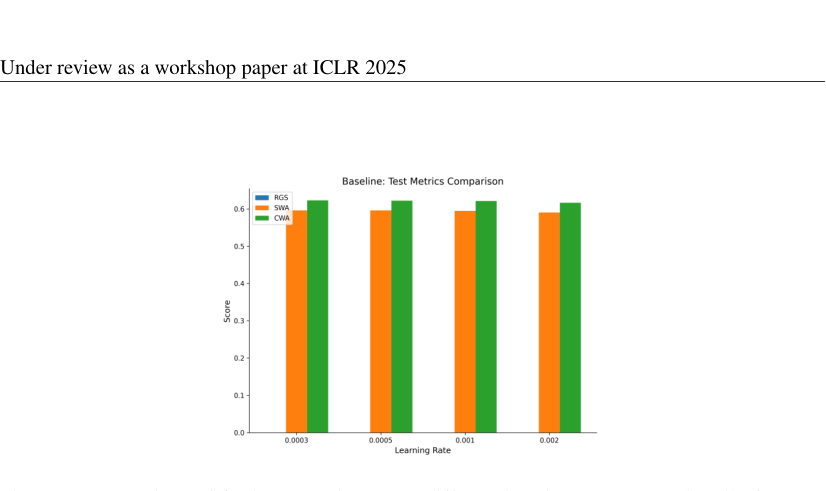 Under review as a workshop paper at ICLR 2025
Baseline: Test Metrics Comparison
RGS
SWA
CWA
Score
0.6
0.5
0.4
0.3
0.2
0.1
0.0
0.0003 0.0005 0.001 0.002
Learning Rate